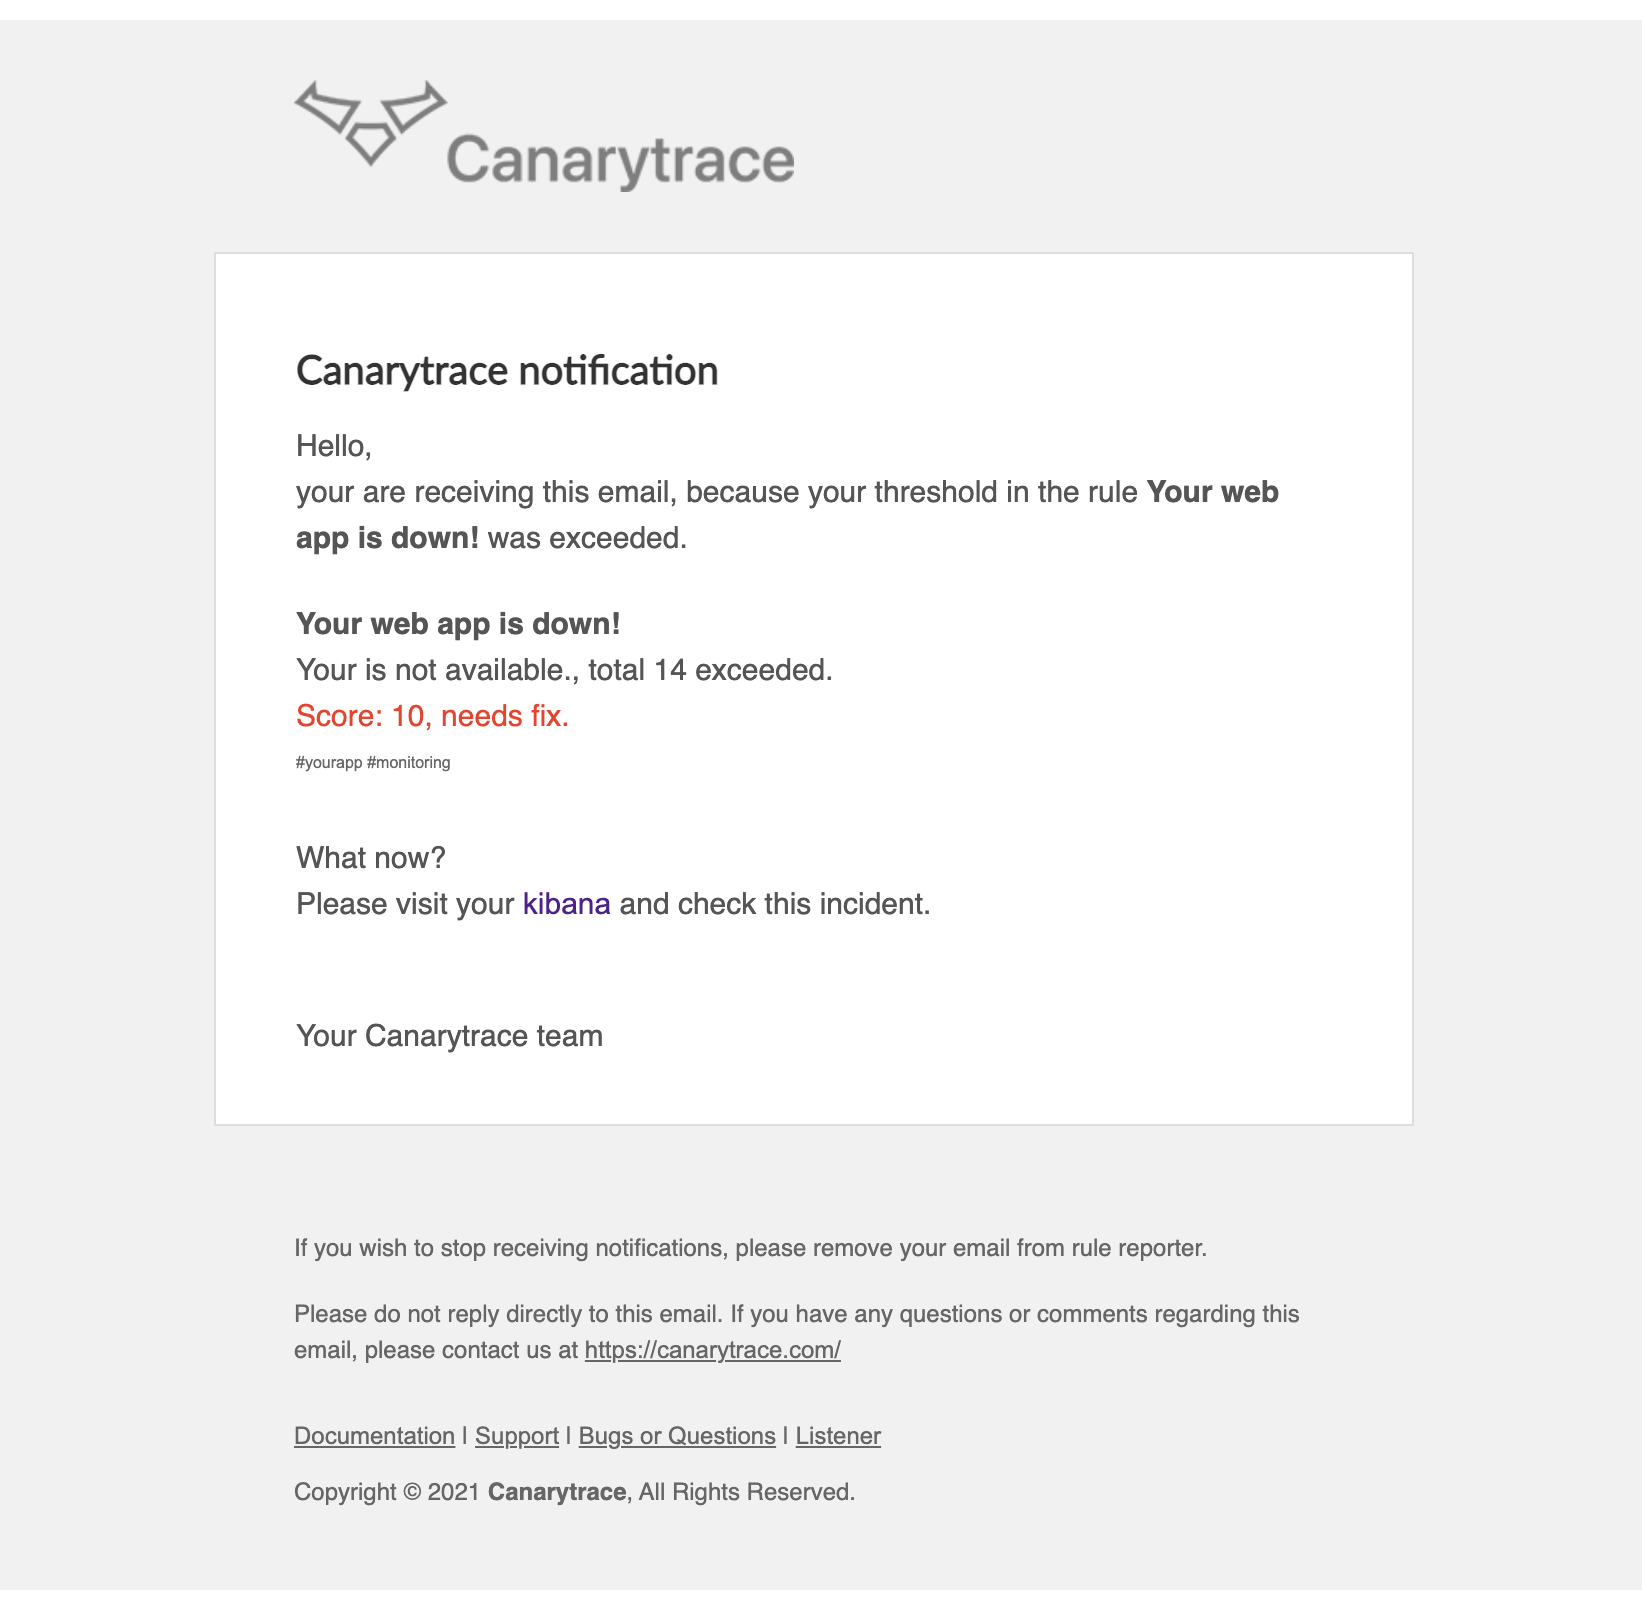 Canarytrace
Canarytrace notification
Hello,
your are receiving this email, because your threshold in the rule Your web
app is down! was exceeded.
Your web app is down!
Your is not available., total 14 exceeded.
Score: 10, needs fix.
#yourapp #monitoring
What now?
Please visit your kibana and check this incident.
Your Canarytrace team
If you wish to stop receiving notifications, please remove your email from rule reporter.
Please do not reply directly to this email. If you have any questions or comments regarding this
email, please contact us at https://canarytrace.com/
Documentation | Support | Bugs or Questions | Listener
Copyright © 2021 Canarytrace, All Rights Reserved.